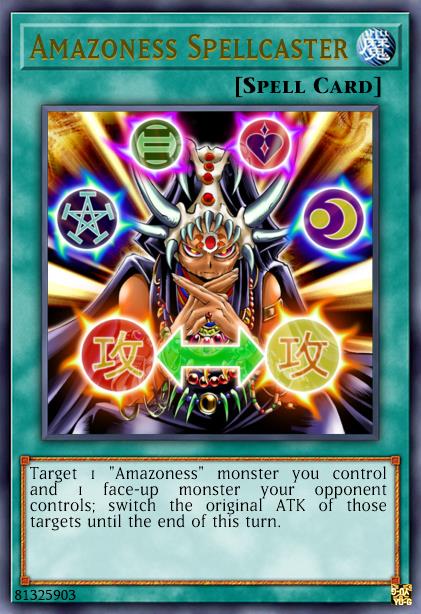 Amazoness Spellcaster
魔
[Spell Card]
攻 攻
Target 1 "Amazoness" monster you control
and 1 face-up monster your opponent
controls; switch the original ATK of those
targets until the end of this turn.
81325903